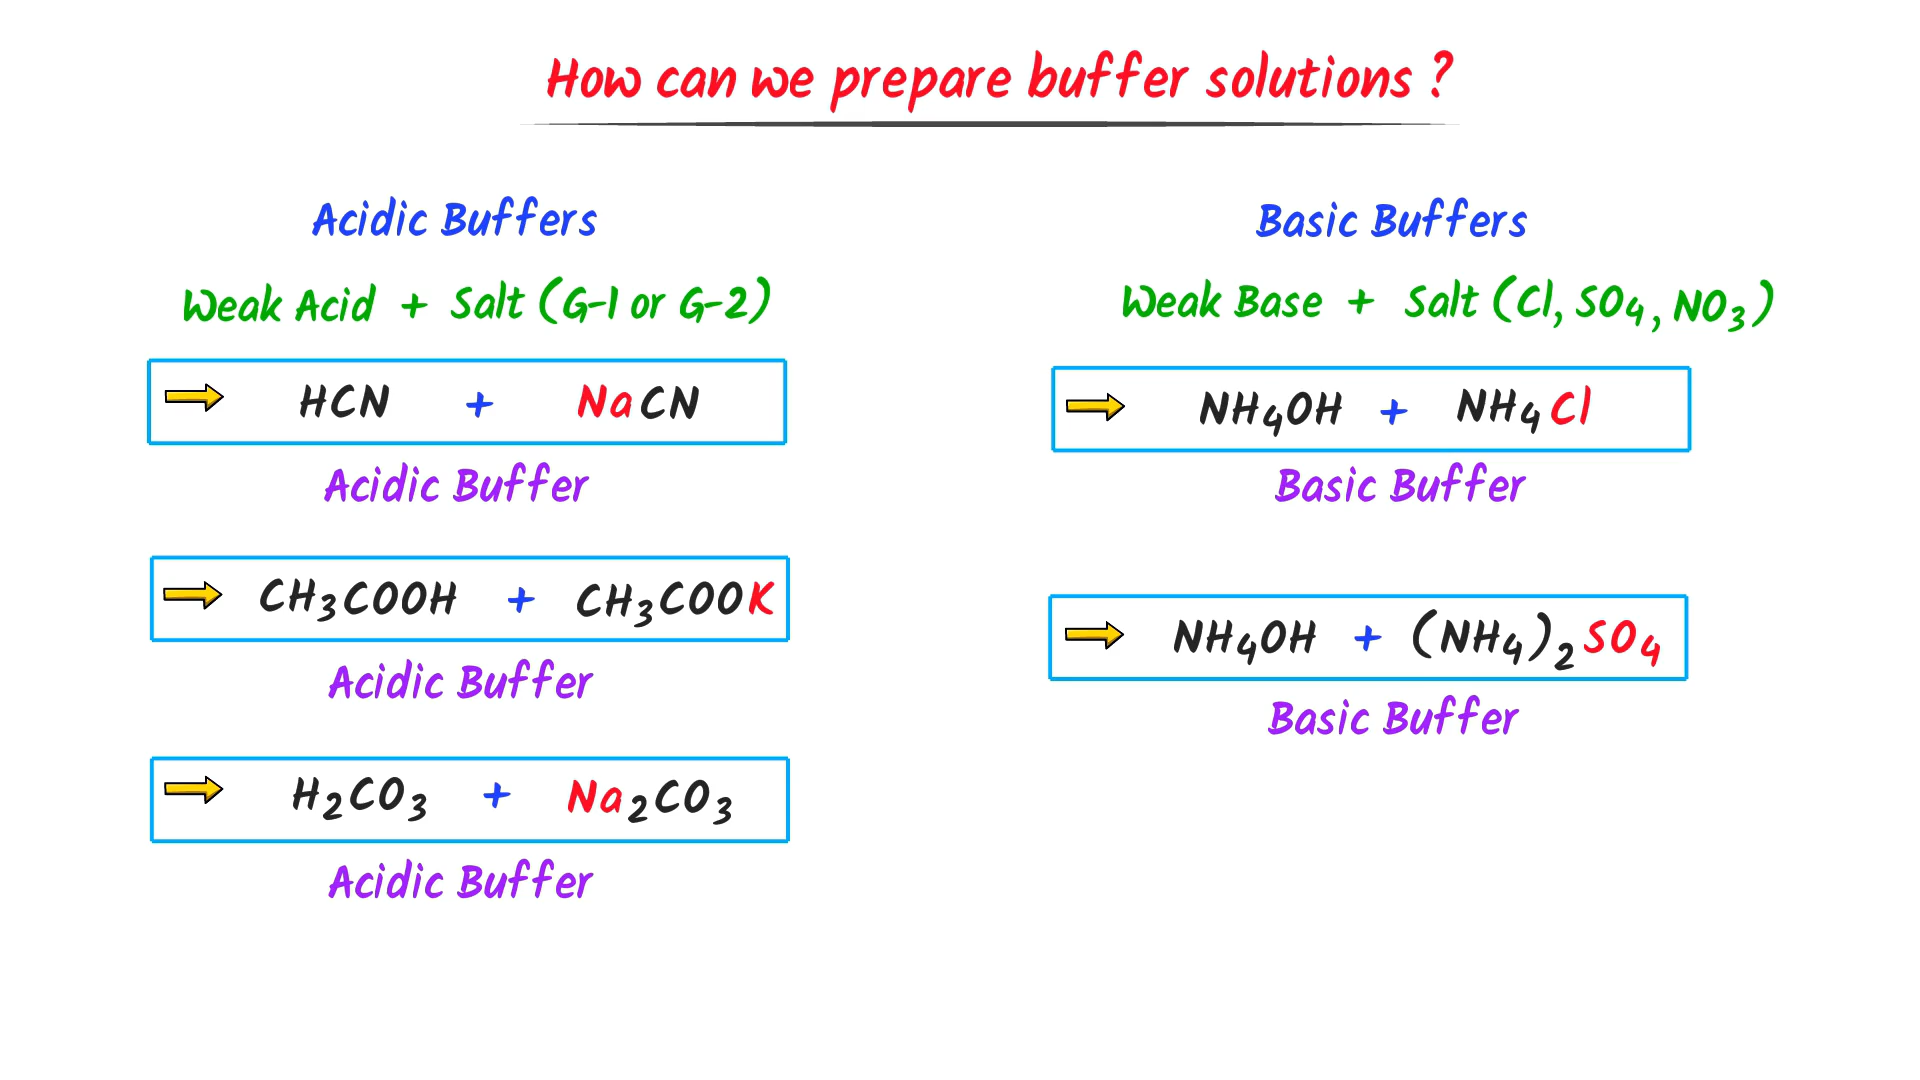 How can we prepare buffer solutions ?
Acidic Buffers
Weak Acid + Salt (G-1 or G-2)
HCN + NaCN
Acidic Buffer
CH₃COOH + CH₃COOK
Acidic Buffer
H₂CO₃ + Na₂CO₃
Acidic Buffer
Basic Buffers
Weak Base + Salt (Cl, SO₄, NO₃)
NH₄OH + NH₄Cl
Basic Buffer
NH₄OH + (NH₄)₂SO₄
Basic Buffer